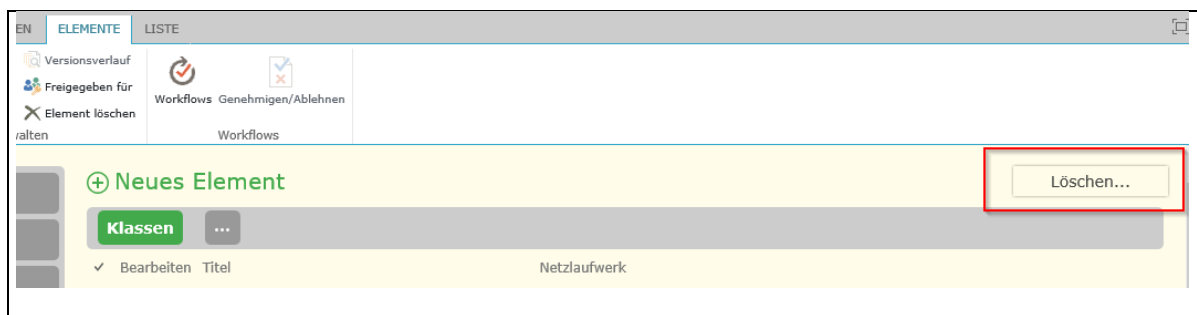 EN ELEMENTE LISTE
Versionsverlauf
Freigegeben für
Element löschen
Workflows Genehmigen/Ablehnen
valten Workflows
Neues Element Löschen...
Klassen ...
Bearbeiten Titel Netzlaufwerk